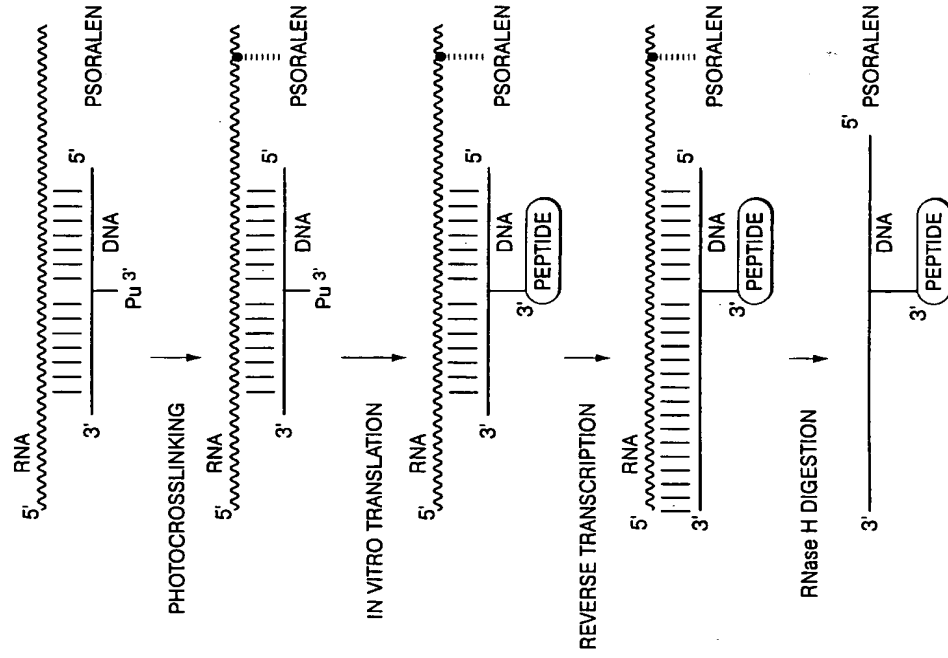 5' RNA
3' DNA 5'
Pu 3' PSORALEN
PHOTOCROSSLINKING
5' RNA
3' DNA 5'
Pu 3' PSORALEN
IN VITRO TRANSLATION
5' RNA
3' DNA 5'
3' PEPTIDE PSORALEN
REVERSE TRANSCRIPTION
5' RNA
3' DNA 5'
3' PEPTIDE PSORALEN
RNase H DIGESTION
3' DNA 5'
3' PEPTIDE PSORALEN